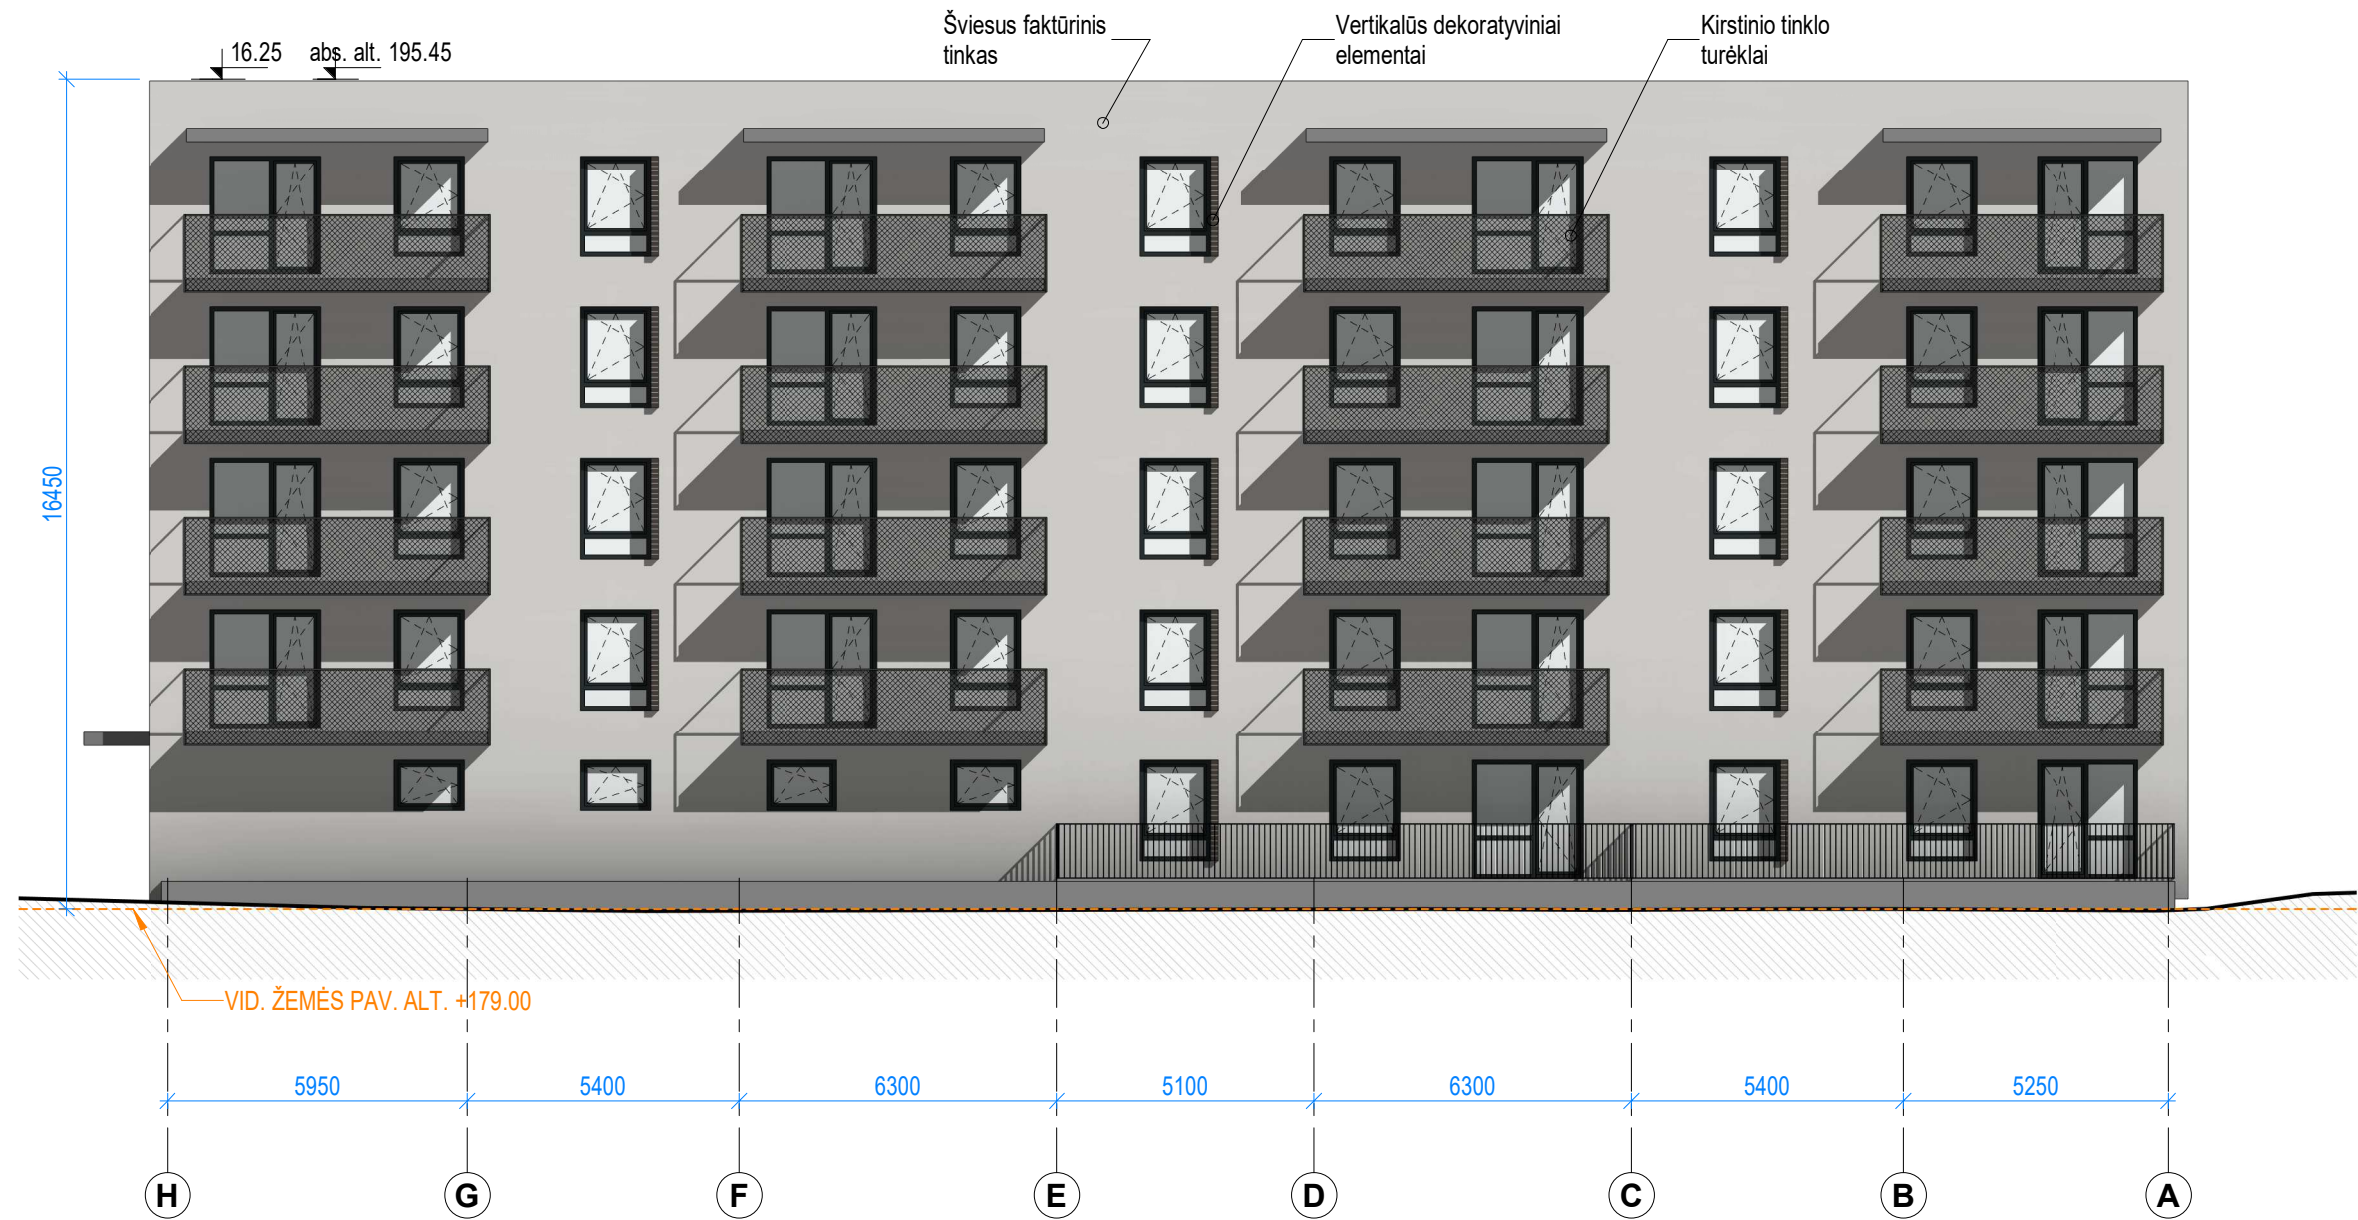 Šviesus faktūrinis
tinkas
Vertikalūs dekoratyviniai
elementai
Kirstinio tinklo
turėklai
16.25
abs. alt. 195.45
16450
VID. ŽEMĖS PAV. ALT. +179.00
5950
5400
6300
5100
6300
5400
5250
H
G
F
E
D
C
B
A